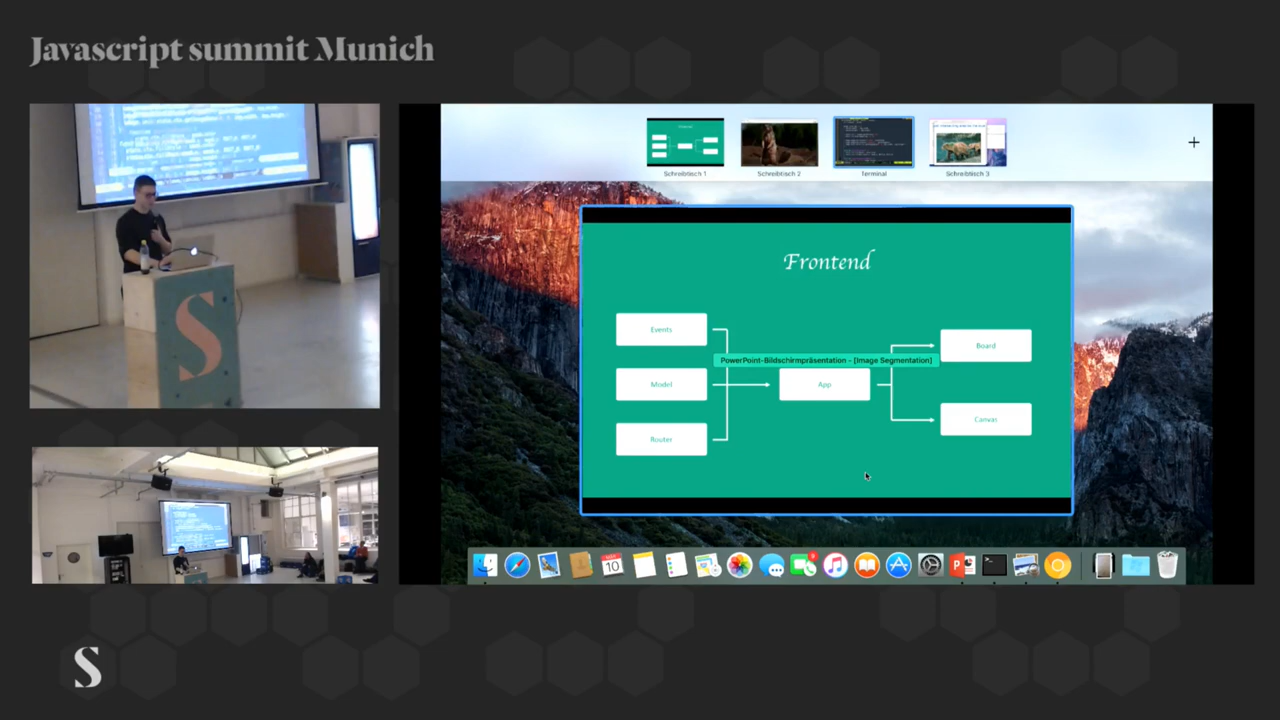 Javascript summit Munich
Schreibtisch 1
Schreibtisch 2
Terminal
Schreibtisch 3
Frontend
Events
Board
PowerPoint-Bildschirmpräsentation - [Image Segmentation]
Model
App
Canvas
Router
10
S
S